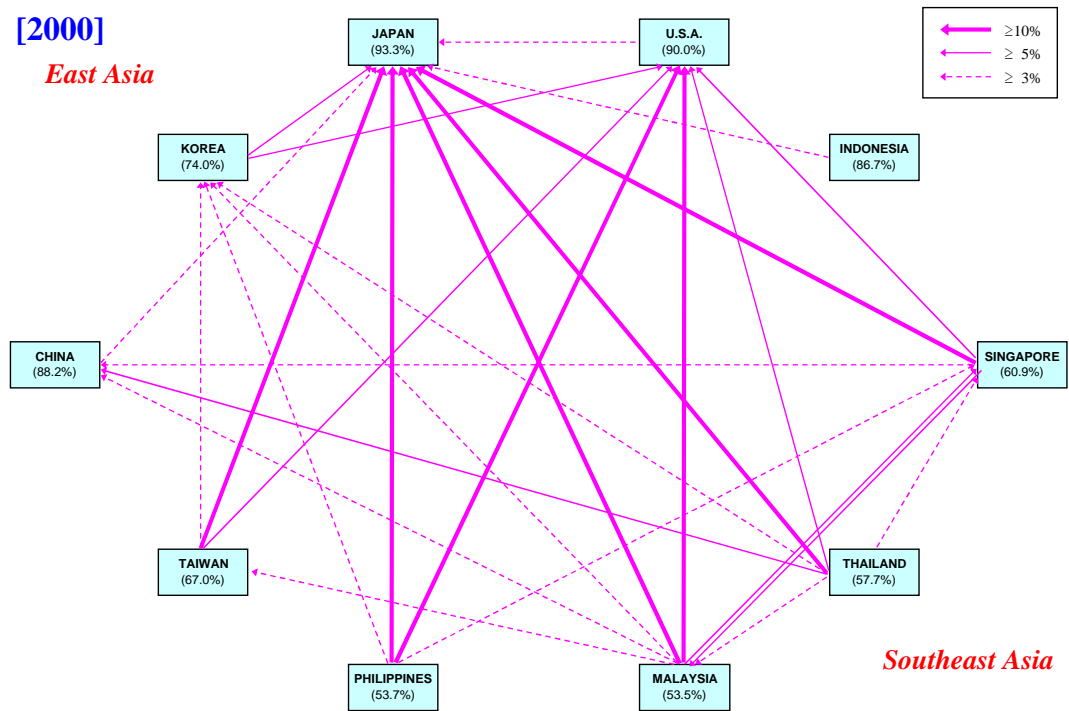 [2000]
East Asia
JAPAN
(93.3%)
U.S.A.
(90.0%)
≥10%
≥ 5%
≥ 3%
KOREA
(74.0%)
INDONESIA
(86.7%)
CHINA
(88.2%)
SINGAPORE
(60.9%)
TAIWAN
(67.0%)
THAILAND
(57.7%)
PHILIPPINES
(53.7%)
MALAYSIA
(53.5%)
Southeast Asia